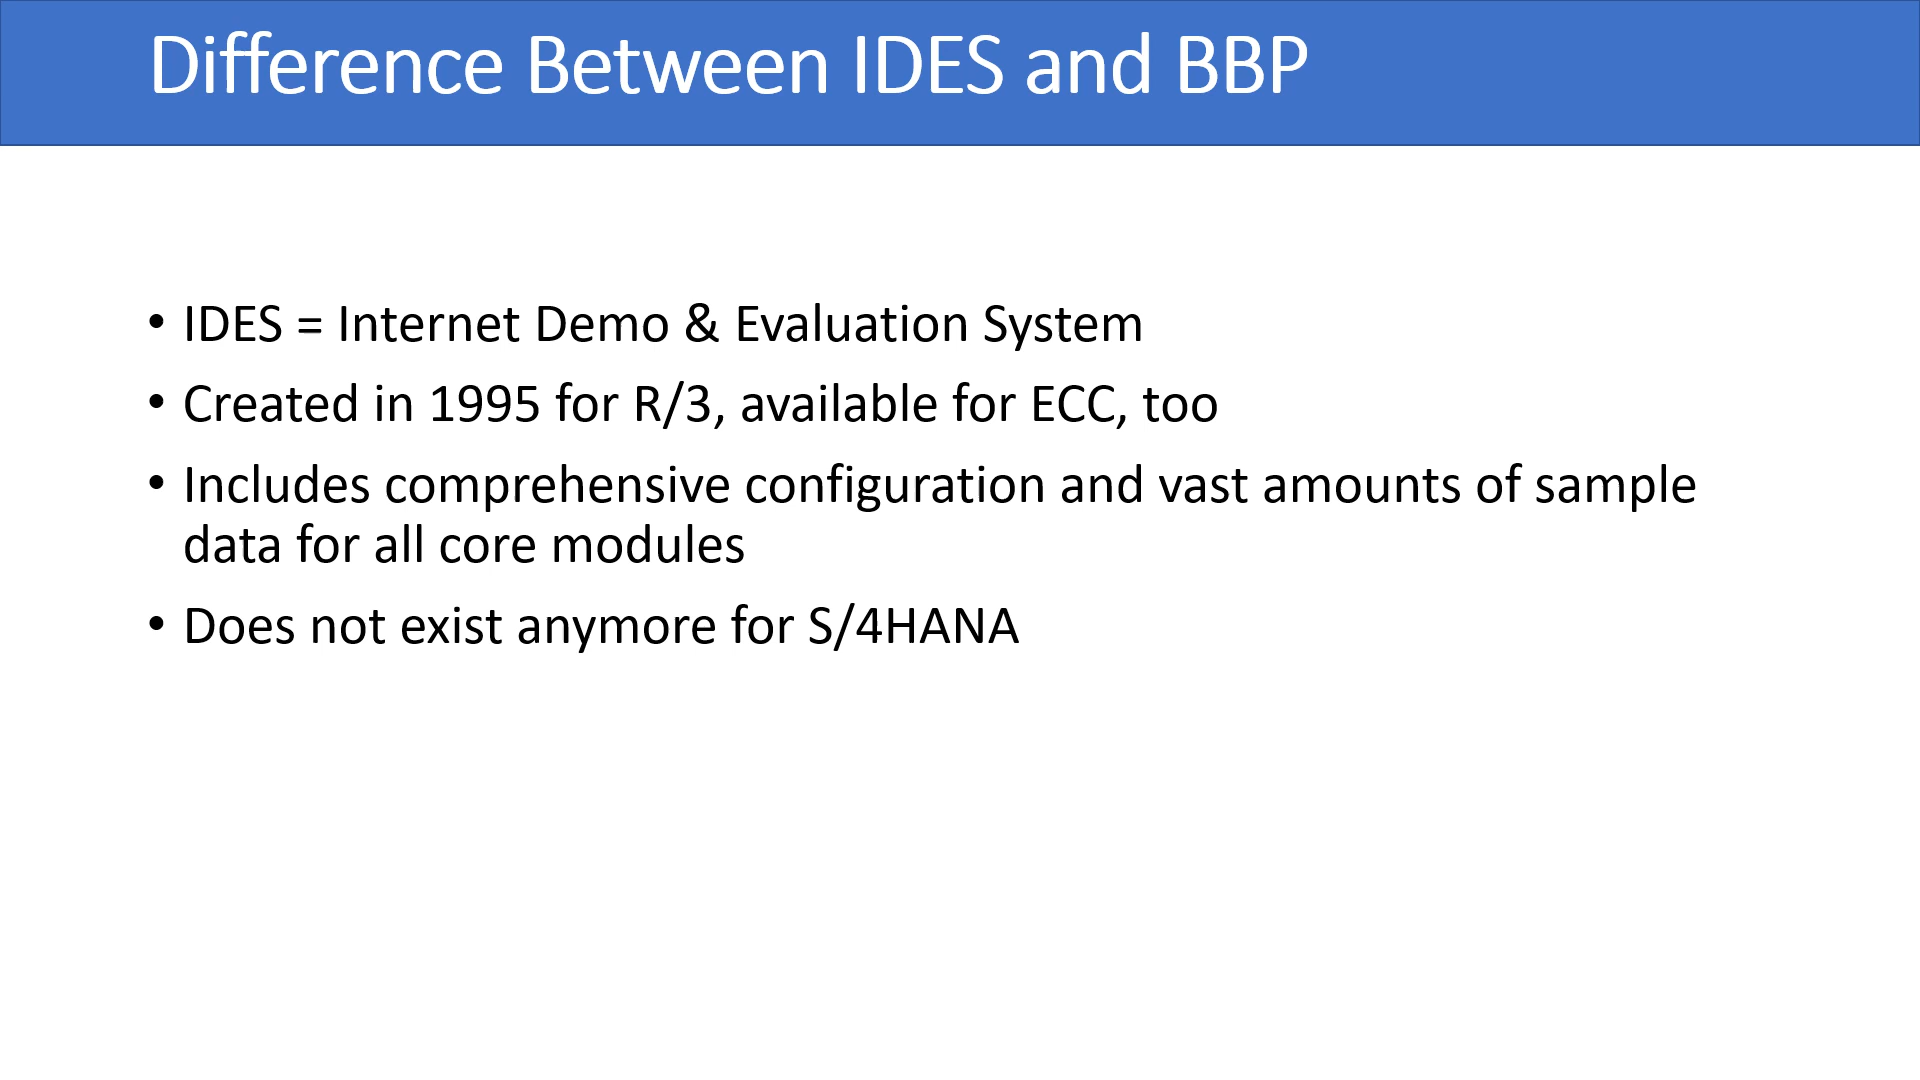 Difference Between IDES and BBP
• IDES = Internet Demo & Evaluation System
• Created in 1995 for R/3, available for ECC, too
• Includes comprehensive configuration and vast amounts of sample
data for all core modules
• Does not exist anymore for S/4HANA